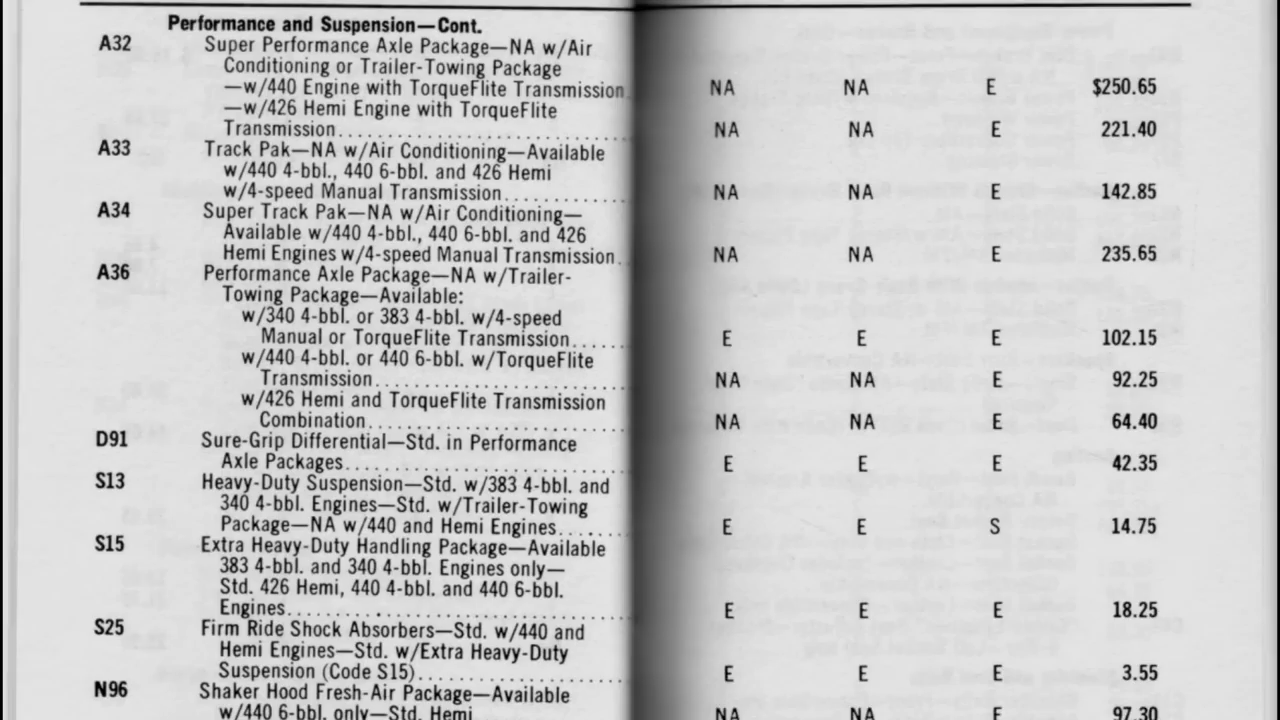 Performance and Suspension—Cont.
A32 Super Performance Axle Package—NA w/Air
Conditioning or Trailer-Towing Package
—w/440 Engine with TorqueFlite Transmission. NA NA E $250.65
—w/426 Hemi Engine with TorqueFlite
Transmission NA NA E 221.40
A33 Track Pak—NA w/Air Conditioning—Available
w/440 4-bbl., 440 6-bbl. and 426 Hemi
w/4-speed Manual Transmission NA NA E 142.85
A34 Super Track Pak—NA w/Air Conditioning—
Available w/440 4-bbl., 440 6-bbl. and 426
Hemi Engines w/4-speed Manual Transmission. NA NA E 235.65
A36 Performance Axle Package—NA w/Trailer-
Towing Package—Available:
w/340 4-bbl. or 383 4-bbl. w/4-speed
Manual or TorqueFlite Transmission E E E 102.15
w/440 4-bbl. or 440 6-bbl. w/TorqueFlite
Transmission NA NA E 92.25
w/426 Hemi and TorqueFlite Transmission
Combination NA NA E 64.40
D91 Sure-Grip Differential—Std. in Performance
Axle Packages E E E 42.35
S13 Heavy-Duty Suspension—Std. w/383 4-bbl. and
340 4-bbl. Engines—Std. w/Trailer-Towing
Package—NA w/440 and Hemi Engines E E S 14.75
S15 Extra Heavy-Duty Handling Package—Available
383 4-bbl. and 340 4-bbl. Engines only—
Std. 426 Hemi, 440 4-bbl. and 440 6-bbl.
Engines E E E 18.25
S25 Firm Ride Shock Absorbers—Std. w/440 and
Hemi Engines—Std. w/Extra Heavy-Duty
Suspension (Code S15) E E E 3.55
N96 Shaker Hood Fresh-Air Package—Available
w/440 6-bbl. only—Std. Hemi NA NA E 97.30